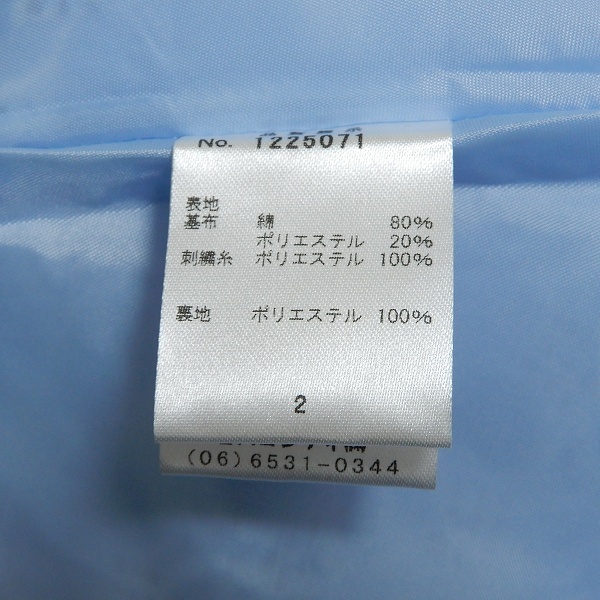 No. 1225071
表地
基布 綿 80%
ポリエステル 20%
刺繍糸 ポリエステル 100%
裏地 ポリエステル 100%
2
(06)6531-0344